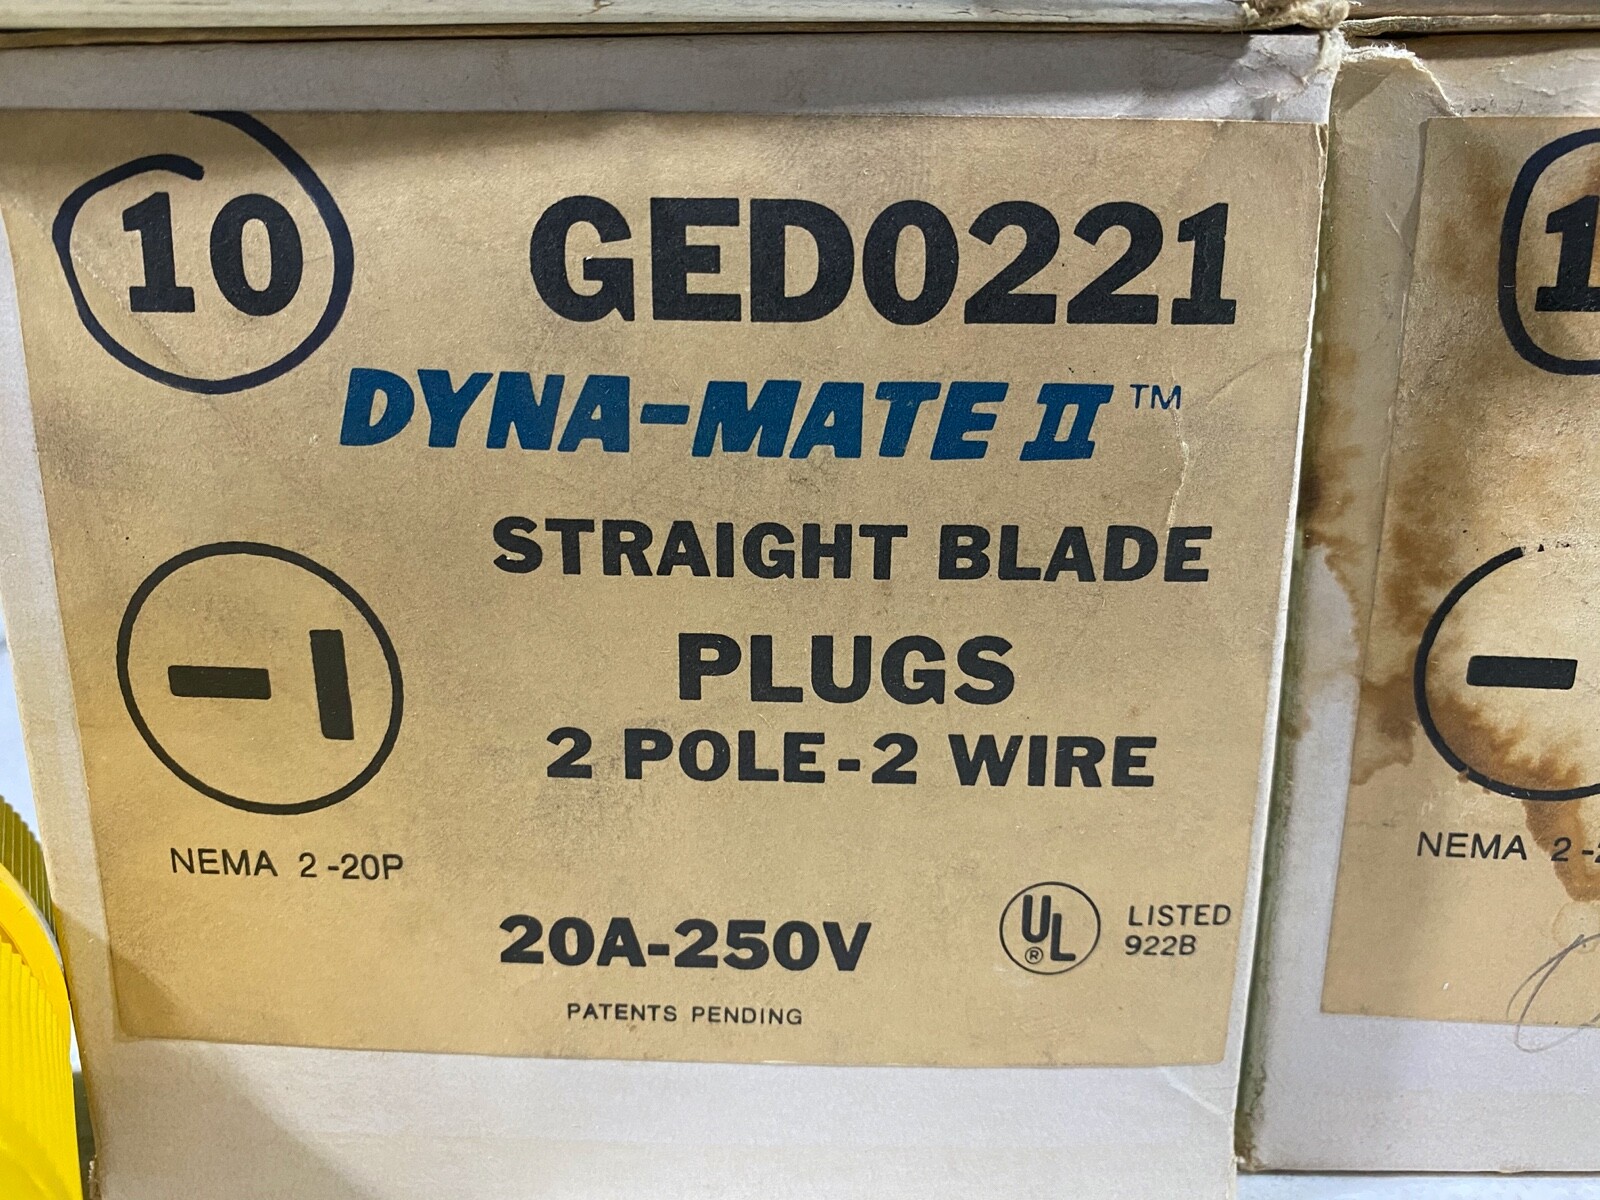 10
GED0221
DYNA-MATE II™
STRAIGHT BLADE
PLUGS
2 POLE-2 WIRE
NEMA 2-20P
20A-250V
UL®
LISTED
922B
PATENTS PENDING
1
NEMA 2-